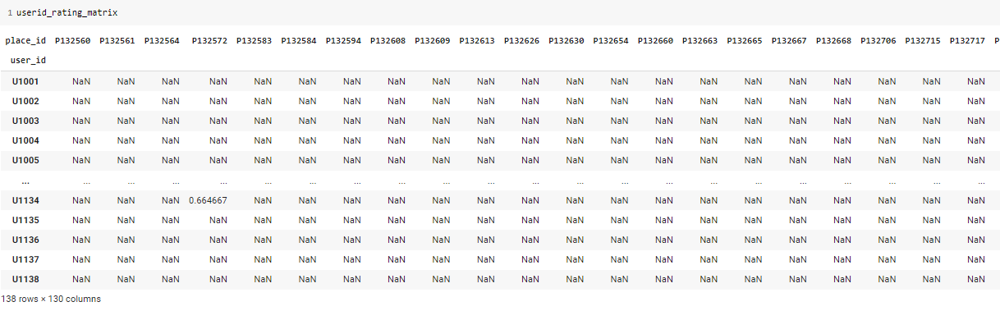 1 userid_rating_matrix
place_id P132560 P132561 P132564 P132572 P132583 P132584 P132594 P132608 P132609 P132613 P132626 P132630 P132654 P132660 P132663 P132665 P132667 P132668 P132706 P132715 P132717 P
user_id
U1001 NaN NaN NaN NaN NaN NaN NaN NaN NaN NaN NaN NaN NaN NaN NaN NaN NaN NaN NaN NaN NaN
U1002 NaN NaN NaN NaN NaN NaN NaN NaN NaN NaN NaN NaN NaN NaN NaN NaN NaN NaN NaN NaN NaN
U1003 NaN NaN NaN NaN NaN NaN NaN NaN NaN NaN NaN NaN NaN NaN NaN NaN NaN NaN NaN NaN NaN
U1004 NaN NaN NaN NaN NaN NaN NaN NaN NaN NaN NaN NaN NaN NaN NaN NaN NaN NaN NaN NaN NaN
U1005 NaN NaN NaN NaN NaN NaN NaN NaN NaN NaN NaN NaN NaN NaN NaN NaN NaN NaN NaN NaN NaN
... ... ... ... ... ... ... ... ... ... ... ... ... ... ... ... ... ... ... ... ... ...
U1134 NaN NaN NaN 0.664667 NaN NaN NaN NaN NaN NaN NaN NaN NaN NaN NaN NaN NaN NaN NaN NaN NaN
U1135 NaN NaN NaN NaN NaN NaN NaN NaN NaN NaN NaN NaN NaN NaN NaN NaN NaN NaN NaN NaN NaN
U1136 NaN NaN NaN NaN NaN NaN NaN NaN NaN NaN NaN NaN NaN NaN NaN NaN NaN NaN NaN NaN NaN
U1137 NaN NaN NaN NaN NaN NaN NaN NaN NaN NaN NaN NaN NaN NaN NaN NaN NaN NaN NaN NaN NaN
U1138 NaN NaN NaN NaN NaN NaN NaN NaN NaN NaN NaN NaN NaN NaN NaN NaN NaN NaN NaN NaN NaN
138 rows × 130 columns